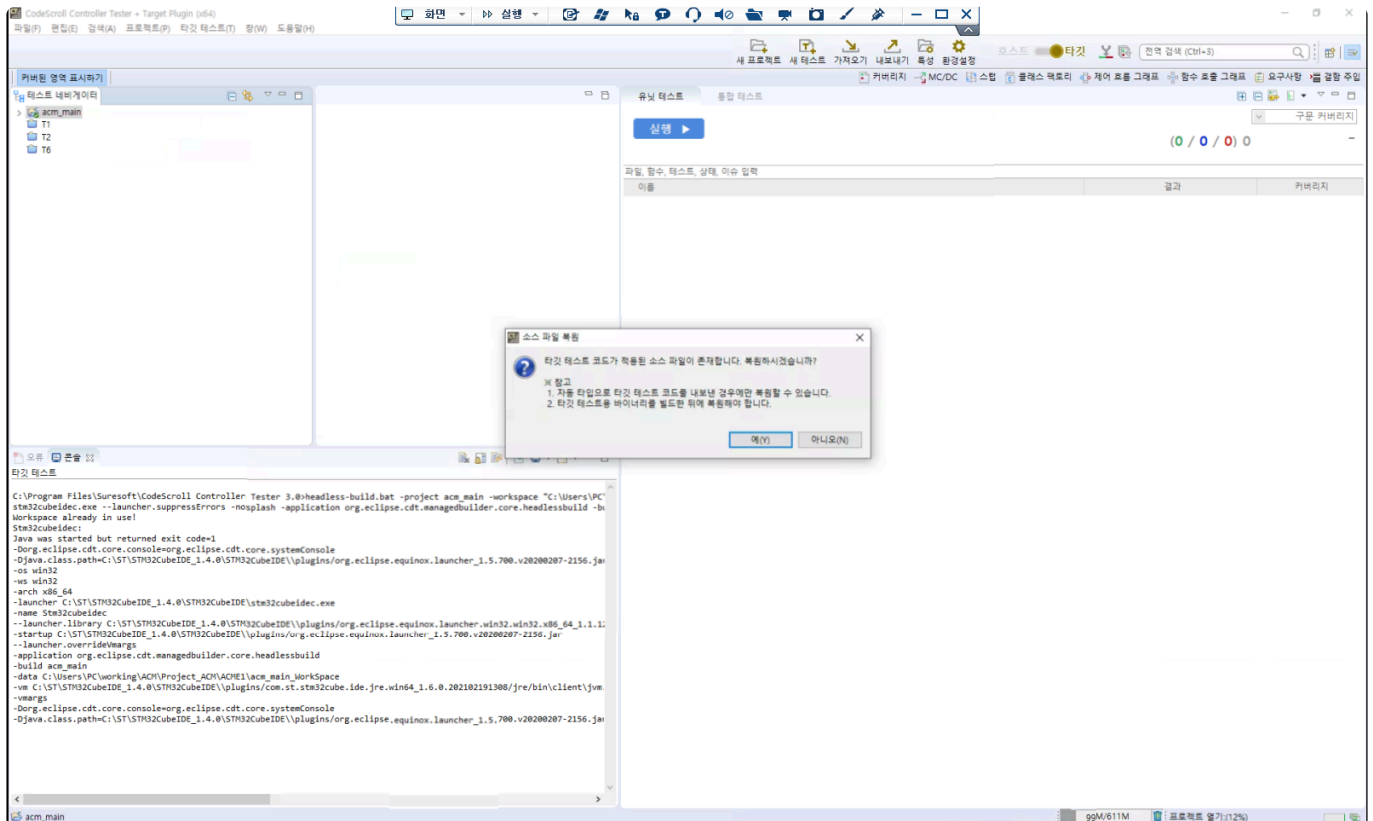 CodeScroll Controller Tester + Target Plugin (x64)
화면 실행
파일(F) 편집(E) 검색(A) 프로젝트(P) 타깃 테스트(T) 창(W) 도움말(H)
새 프로젝트 새 테스트 가져오기 내보내기 특성 환경설정 호스트 타깃 전역 검색 (Ctrl+3)
커버된 영역 표시하기
커버리지 MC/DC 스텁 클래스 팩토리 제어 흐름 그래프 함수 호출 그래프 요구사항 결함 주입
테스트 네비게이터
유닛 테스트 통합 테스트
acm_main
T1
T2
T6
구문 커버리지
실행
(0 / 0 / 0) 0 -
파일, 함수, 테스트, 상태, 이슈 입력
이름 결과 커버리지
소스 파일 복원
타깃 테스트 코드가 적용된 소스 파일이 존재합니다. 복원하시겠습니까?
※ 참고
1. 자동 타입으로 타깃 테스트 코드를 내보낸 경우에만 복원할 수 있습니다.
2. 타깃 테스트용 바이너리를 빌드한 뒤에 복원해야 합니다.
예(Y) 아니오(N)
오류 콘솔
타깃 테스트
C:\Program Files\Suresoft\CodeScroll Controller Tester 3.0>headless-build.bat -project acm_main -workspace "C:\Users\PC"
stm32cubeidec.exe --launcher.suppressErrors -nosplash -application org.eclipse.cdt.managedbuilder.core.headlessbuild -bu
Workspace already in use!
Stm32cubeidec:
Java was started but returned exit code=1
-Dorg.eclipse.cdt.core.console=org.eclipse.cdt.core.systemConsole
-Djava.class.path=C:\ST\STM32CubeIDE_1.4.0\STM32CubeIDE\\plugins/org.eclipse.equinox.launcher_1.5.700.v20200207-2156.jar
-os win32
-ws win32
-arch x86_64
-launcher C:\ST\STM32CubeIDE_1.4.0\STM32CubeIDE\stm32cubeidec.exe
-name Stm32cubeidec
--launcher.library C:\ST\STM32CubeIDE_1.4.0\STM32CubeIDE\\plugins/org.eclipse.equinox.launcher.win32.win32.x86_64_1.1.12
-startup C:\ST\STM32CubeIDE_1.4.0\STM32CubeIDE\\plugins/org.eclipse.equinox.launcher_1.5.700.v20200207-2156.jar
--launcher.overrideVmargs
-application org.eclipse.cdt.managedbuilder.core.headlessbuild
-build acm_main
-data C:\Users\PC\working\ACM\Project_ACM\ACME1\acm_main_WorkSpace
-vm C:\ST\STM32CubeIDE_1.4.0\STM32CubeIDE\\plugins/com.st.stm32cube.ide.jre.win64_1.6.0.202102191308/jre/bin\client\jvm.
-vmargs
-Dorg.eclipse.cdt.core.console=org.eclipse.cdt.core.systemConsole
-Djava.class.path=C:\ST\STM32CubeIDE_1.4.0\STM32CubeIDE\\plugins/org.eclipse.equinox.launcher_1.5.700.v20200207-2156.jar
acm_main 99M/611M 프로젝트 열기:(12%)